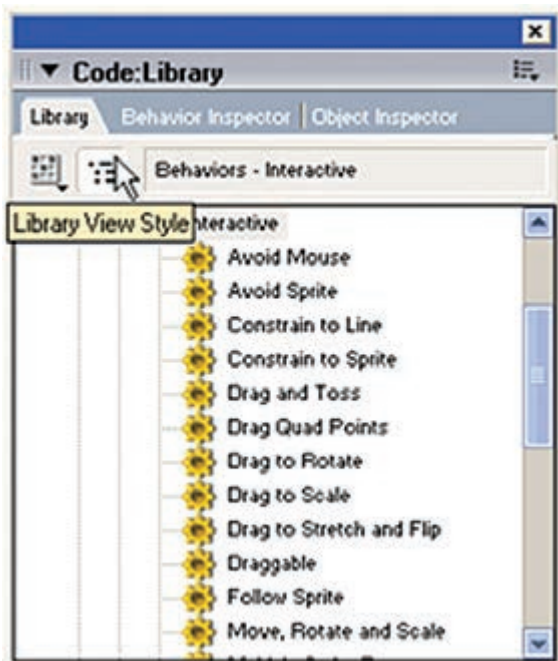 Code:Library
Library Behavior Inspector Object Inspector
Behaviors - Interactive
Library View Style
Avoid Mouse
Avoid Sprite
Constrain to Line
Constrain to Sprite
Drag and Toss
Drag Quad Points
Drag to Rotate
Drag to Scale
Drag to Stretch and Flip
Draggable
Follow Sprite
Move, Rotate and Scale